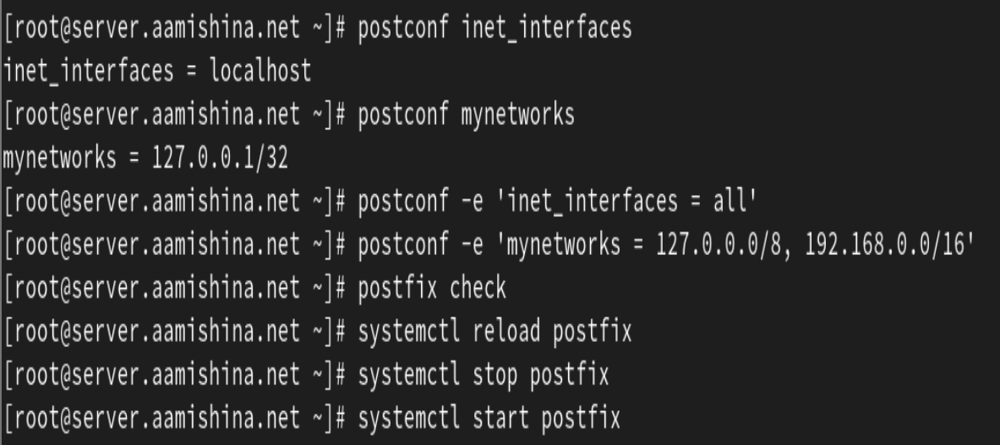 [root@server.aamishina.net ~]# postconf inet_interfaces
inet_interfaces = localhost
[root@server.aamishina.net ~]# postconf mynetworks
mynetworks = 127.0.0.1/32
[root@server.aamishina.net ~]# postconf -e 'inet_interfaces = all'
[root@server.aamishina.net ~]# postconf -e 'mynetworks = 127.0.0.0/8, 192.168.0.0/16'
[root@server.aamishina.net ~]# postfix check
[root@server.aamishina.net ~]# systemctl reload postfix
[root@server.aamishina.net ~]# systemctl stop postfix
[root@server.aamishina.net ~]# systemctl start postfix